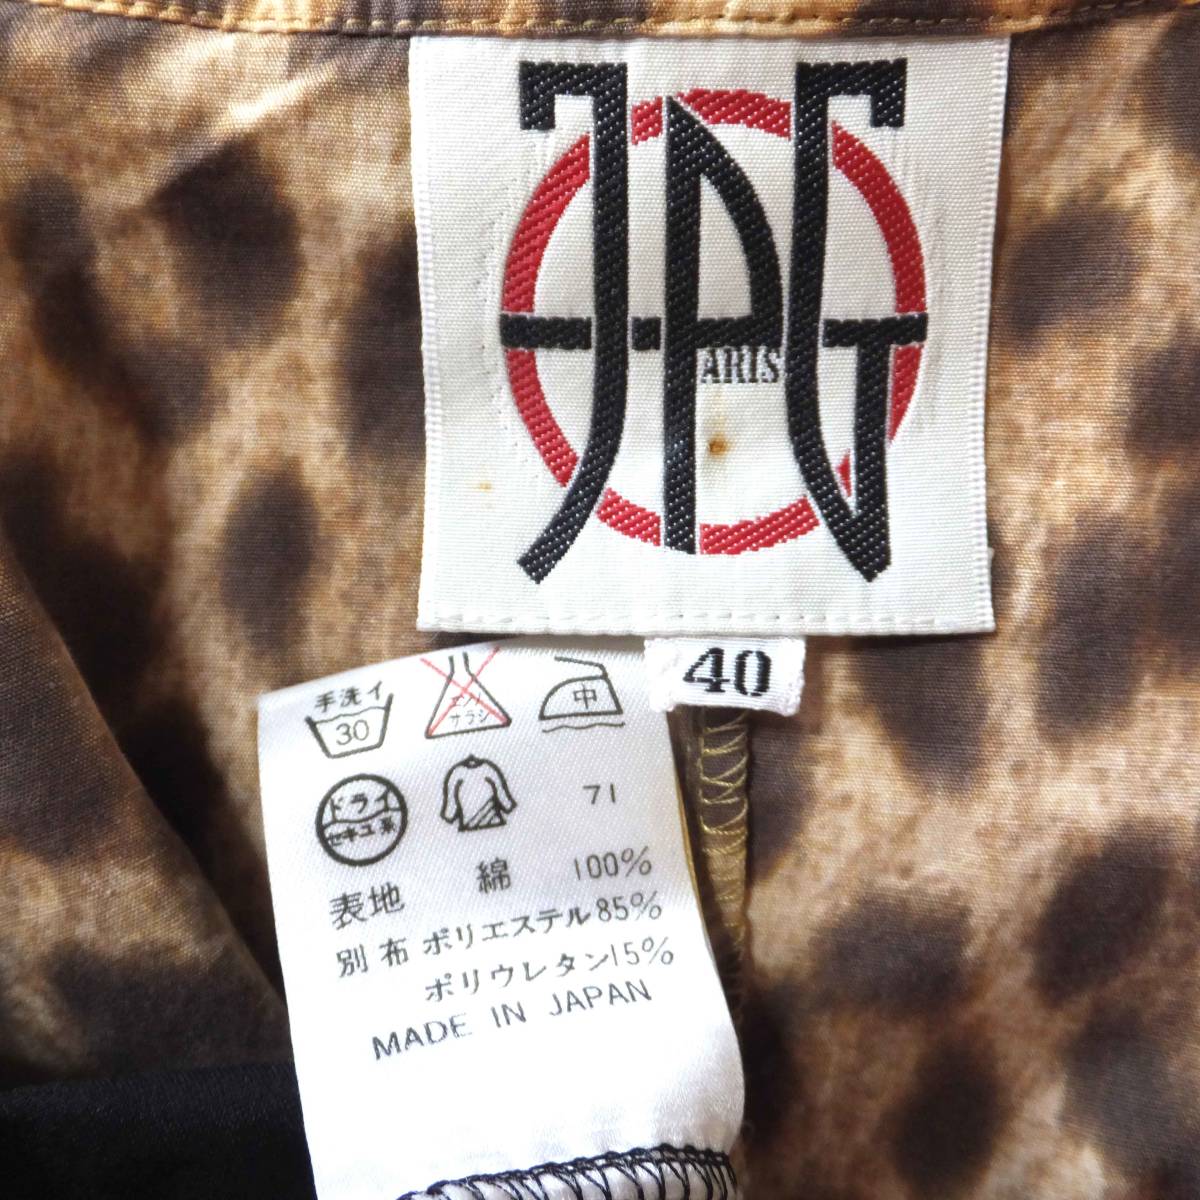 JPG
ARIS
40
手洗イ
30
エンソ
サラシ
中
ドライ
セキユ系
71
表地 綿 100%
別布 ポリエステル85%
ポリウレタン15%
MADE IN JAPAN